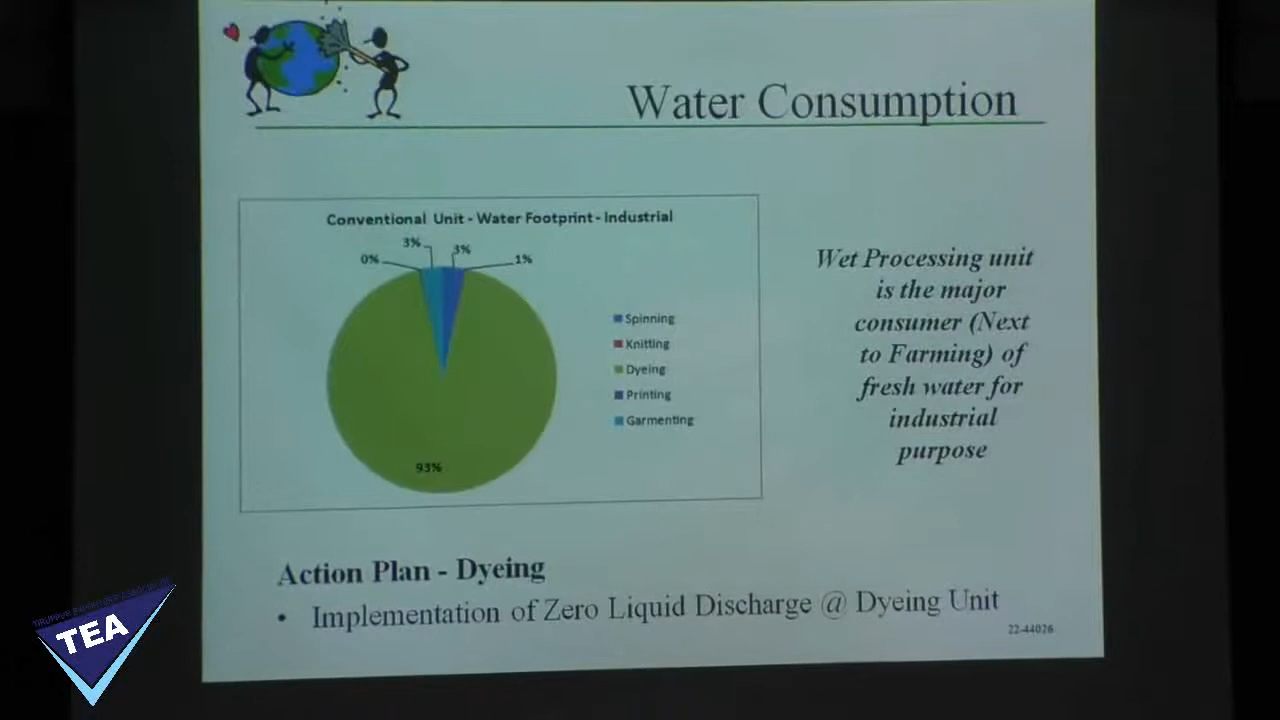 Water Consumption
Conventional Unit - Water Footprint - Industrial
0%
3%
3%
1%
93%
Spinning
Knitting
Dyeing
Printing
Garmenting
Wet Processing unit
is the major
consumer (Next
to Farming) of
fresh water for
industrial
purpose
Action Plan - Dyeing
• Implementation of Zero Liquid Discharge @ Dyeing Unit
22-44026
TEA